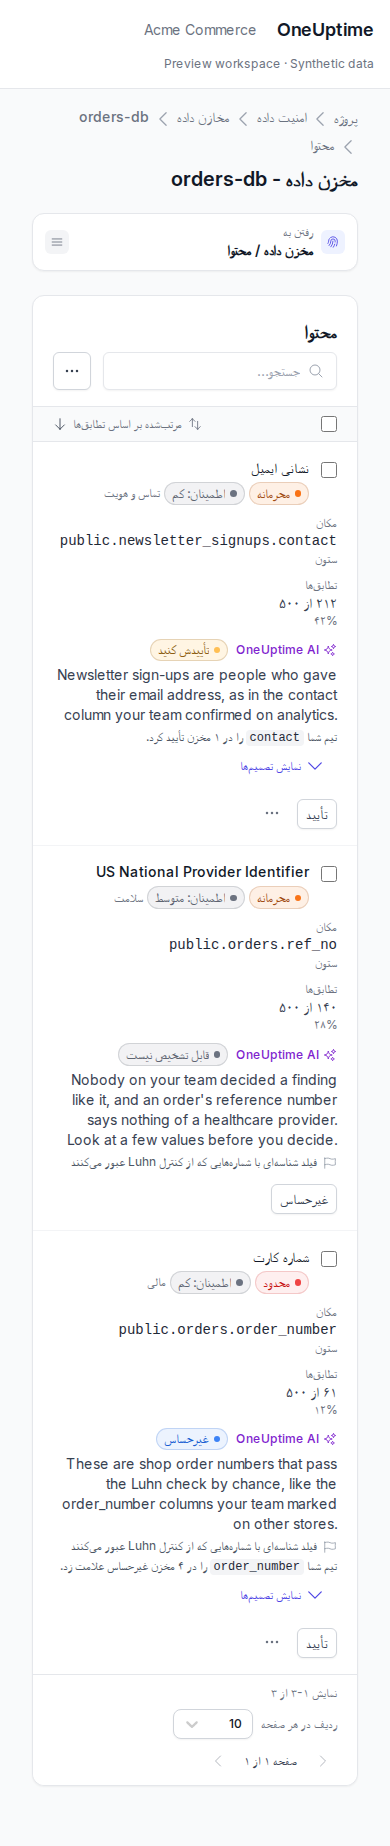 OneUptime Acme Commerce
Preview workspace · Synthetic data
پروژه امنیت داده مخازن داده orders-db
محتوا
مخزن داده - orders-db
رفتن به
مخزن داده / محتوا
محتوا
جستجو...
مرتب‌شده بر اساس تطابق‌ها
نشانی ایمیل
محرمانه اطمینان: کم تماس و هویت
مکان
public.newsletter_signups.contact
ستون
تطابق‌ها
۲۱۲ از ۵۰۰
۴۲%
OneUptime AI تأییدش کنید
Newsletter sign-ups are people who gave
their email address, as in the contact
column your team confirmed on analytics.
تیم شما contact را در ۱ مخزن تأیید کرد.
نمایش تصمیم‌ها
تأیید
US National Provider Identifier
محرمانه اطمینان: متوسط سلامت
مکان
public.orders.ref_no
ستون
تطابق‌ها
۱۴۰ از ۵۰۰
۲۸%
OneUptime AI قابل تشخیص نیست
Nobody on your team decided a finding
like it, and an order's reference number
says nothing of a healthcare provider.
Look at a few values before you decide.
فیلد شناسه‌ای با شماره‌هایی که از کنترل Luhn عبور می‌کنند
غیرحساس
شماره کارت
محدود اطمینان: کم مالی
مکان
public.orders.order_number
ستون
تطابق‌ها
۶۱ از ۵۰۰
۱۲%
OneUptime AI غیرحساس
These are shop order numbers that pass
the Luhn check by chance, like the
order_number columns your team marked
on other stores.
فیلد شناسه‌ای با شماره‌هایی که از کنترل Luhn عبور می‌کنند
تیم شما order_number را در ۴ مخزن غیرحساس علامت زد.
نمایش تصمیم‌ها
تأیید
نمایش ۱-۳ از ۳
ردیف در هر صفحه 10
صفحه ۱ از ۱